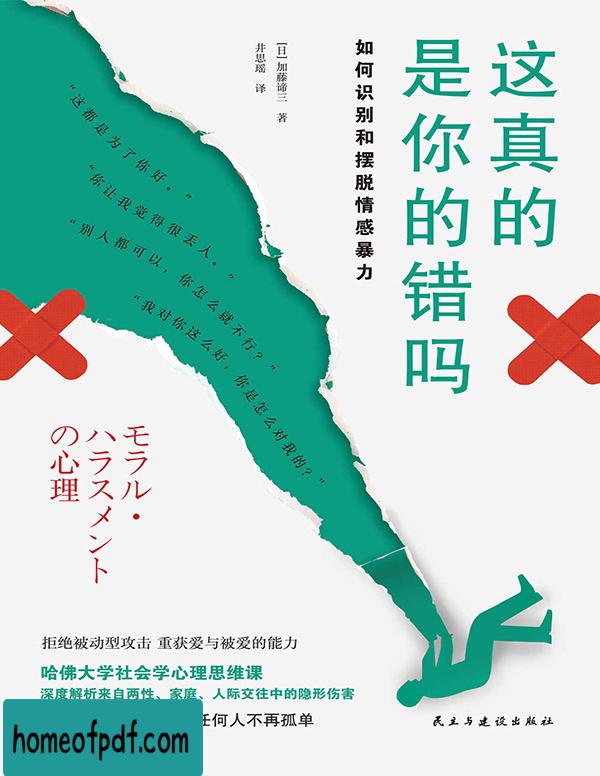 这真的
是你的错吗
如何识别和摆脱情感暴力
[日]加藤谛三 著
井思瑶 译
“这都是为了你好。”
“你让我觉得很丢人。”
“别人都可以，你怎么就不行？”
“我对你这么好，你是怎么对我的？”
モラル・
ハラスメント
の心理
拒绝被动型攻击 重获爱与被爱的能力
哈佛大学社会学心理思维课
深度解析来自两性、家庭、人际交往中的隐形伤害
任何人不再孤单
民主与建设出版社
homeofpdf.com